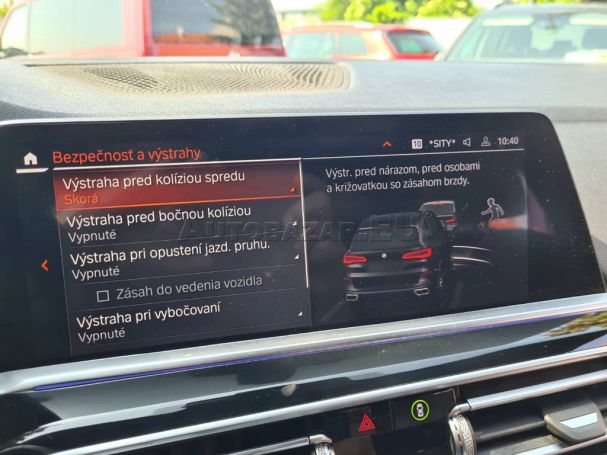 Bezpečnosť a výstrahy
10 *SITY* 10:40
Výstraha pred kolíziou spredu
Skorá
Výstraha pred bočnou kolíziou
Vypnuté
Výstraha pri opustení jazd. pruhu.
Vypnuté
Zásah do vedenia vozidla
Výstraha pri vybočovaní
Vypnuté
Výstr. pred nárazom, pred osobami
a križovatkou so zásahom brzdy.
AUTOBAZAR.EU